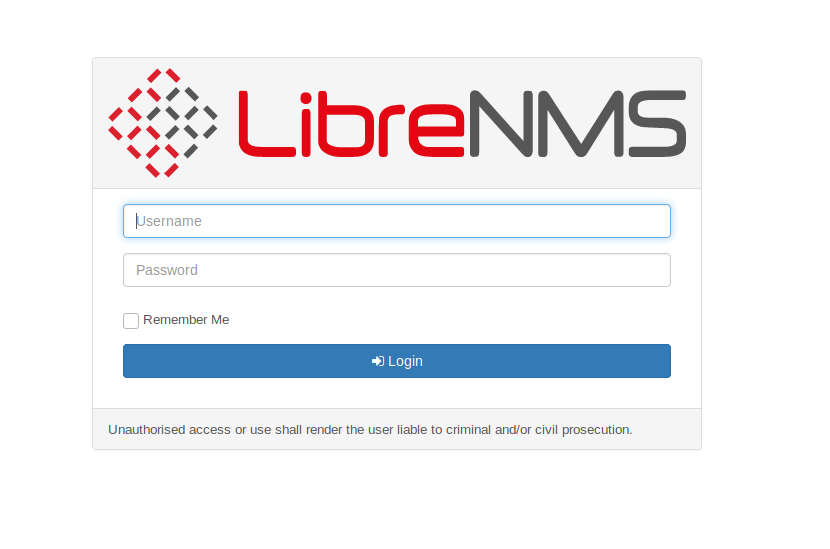 LibreNMS
Username
Password
Remember Me
Login
Unauthorised access or use shall render the user liable to criminal and/or civil prosecution.